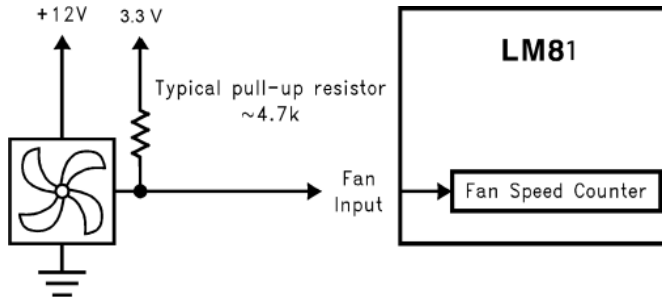 +12V
3.3 V
LM81
Typical pull-up resistor
~4.7k
Fan
Input
Fan Speed Counter